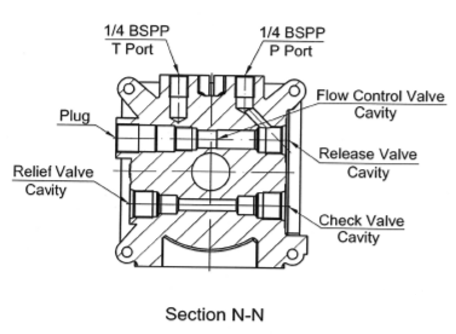 1/4 BSPP
T Port
1/4 BSPP
P Port
Flow Control Valve
Cavity
Plug
Release Valve
Cavity
Relief Valve
Cavity
Check Valve
Cavity
Section N-N